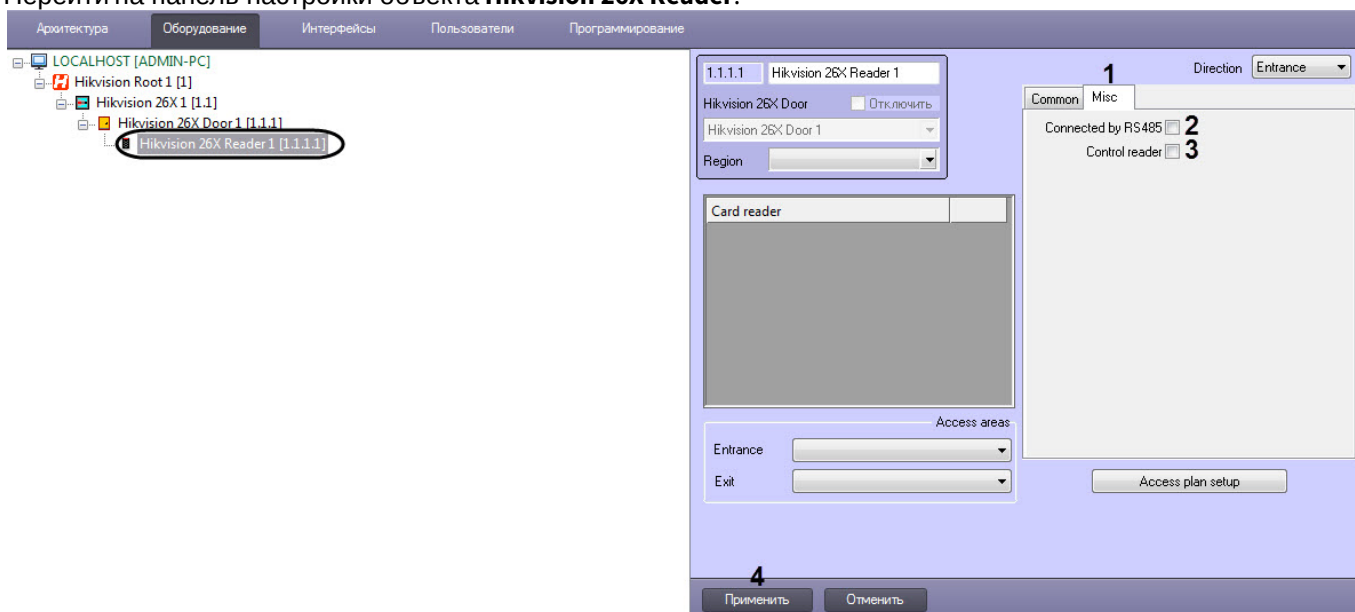 Перейти на панель настройки объекта Hikvision 26X Reader.
Архитектура Оборудование Интерфейсы Пользователи Программирование
LOCALHOST [ADMIN-PC]
Hikvision Root 1 [1]
Hikvision 26X 1 [1.1]
Hikvision 26X Door 1 [1.1.1]
Hikvision 26X Reader 1 [1.1.1.1]
1.1.1.1 Hikvision 26X Reader 1
Hikvision 26X Door Отключить
Hikvision 26X Door 1
Region
Card reader
Access areas
Entrance
Exit
1
Direction Entrance
Common Misc
Connected by RS485 2
Control reader 3
Access plan setup
4
Применить Отменить